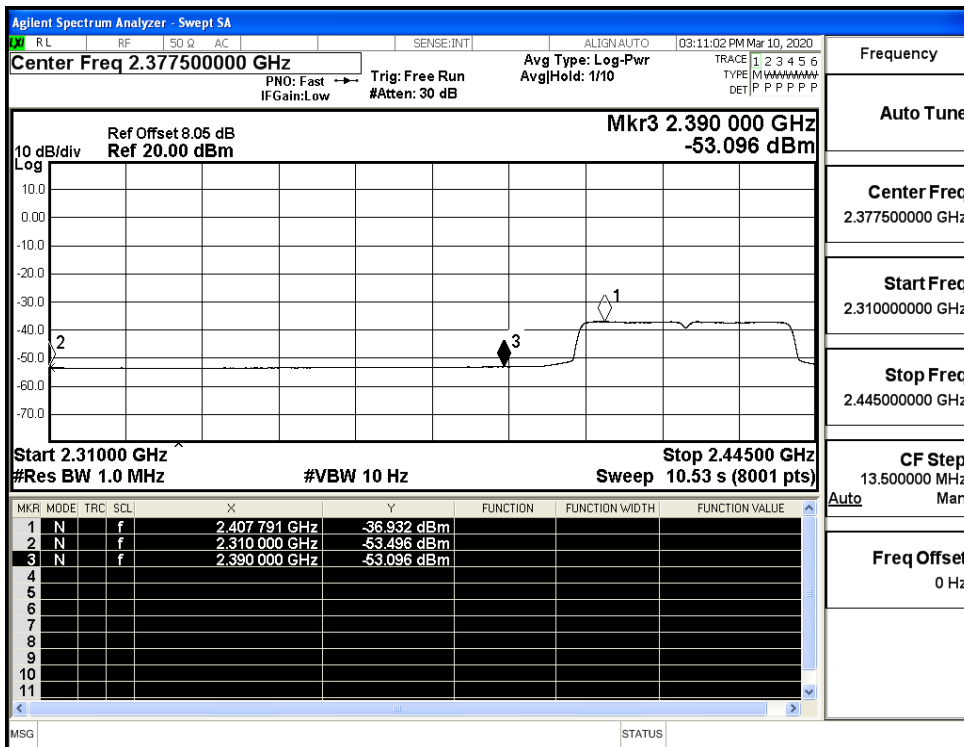 Agilent Spectrum Analyzer - Swept SA
LXI RL RF 50 Ω AC SENSE:INT ALIGNAUTO 03:11:02 PM Mar 10, 2020
Center Freq 2.377500000 GHz
PNO: Fast
IFGain:Low
Trig: Free Run
#Atten: 30 dB
Avg Type: Log-Pwr
Avg|Hold: 1/10
TRACE 1 2 3 4 5 6
TYPE M
DET P P P P P P
Ref Offset 8.05 dB
10 dB/div Ref 20.00 dBm
Log
Mkr3 2.390 000 GHz
-53.096 dBm
10.0
0.00
-10.0
-20.0
-30.0
-40.0
-50.0
-60.0
-70.0
1
2
3
Start 2.31000 GHz Stop 2.44500 GHz
#Res BW 1.0 MHz #VBW 10 Hz Sweep 10.53 s (8001 pts)
MKR MODE TRC SCL X Y FUNCTION FUNCTION WIDTH FUNCTION VALUE
1 N f 2.407 791 GHz -36.932 dBm
2 N f 2.310 000 GHz -53.496 dBm
3 N f 2.390 000 GHz -53.096 dBm
4
5
6
7
8
9
10
11
MSG STATUS
Frequency
Auto Tune
Center Freq
2.377500000 GHz
Start Freq
2.310000000 GHz
Stop Freq
2.445000000 GHz
CF Step
13.500000 MHz
Auto Man
Freq Offset
0 Hz